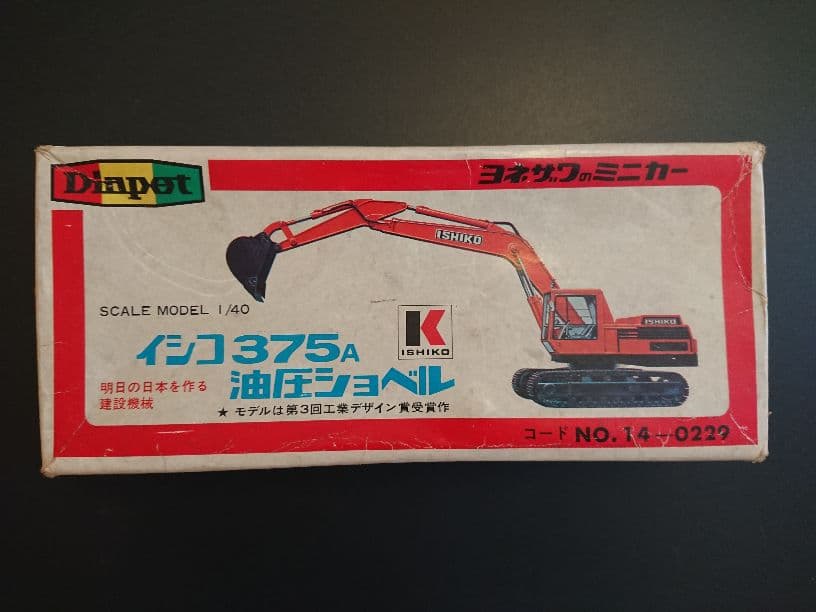 Diapet
ヨネザワのミニカー
ISHIKO
ISHIKO
SCALE MODEL 1/40
K
ISHIKO
イシコ375A
油圧ショベル
明日の日本を作る
建設機械
★ モデルは第3回工業デザイン賞受賞作
コード NO. 14-0229